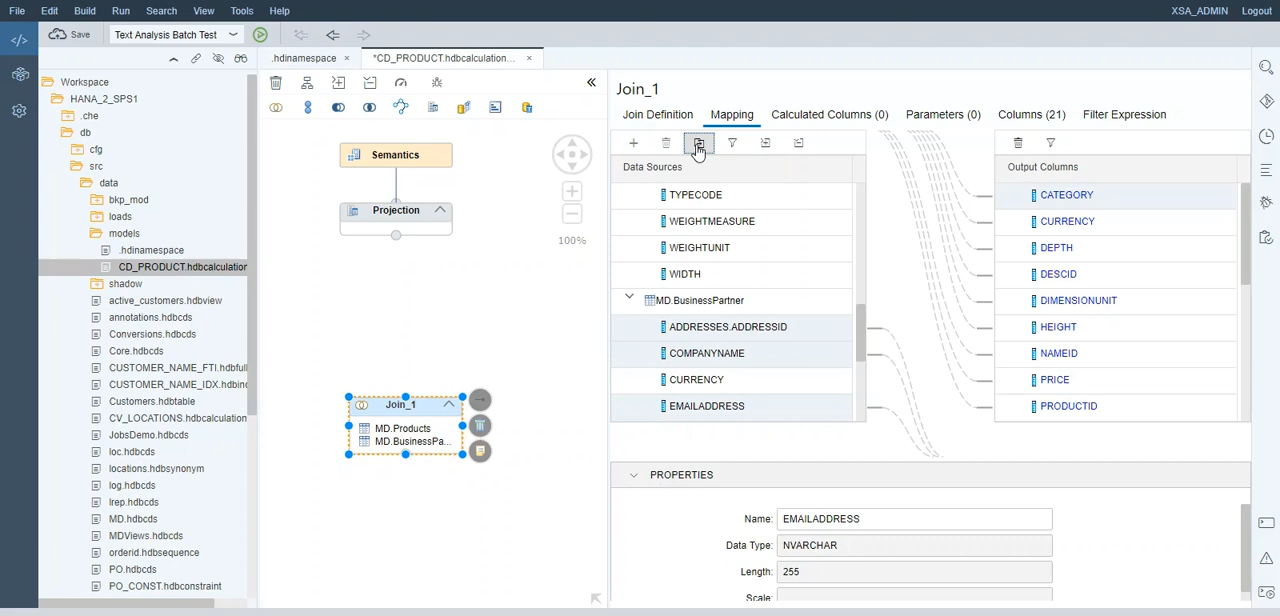 File Edit Build Run Search View Tools Help XSA_ADMIN Logout
Save Text Analysis Batch Test
.hdinamespace × *CD_PRODUCT.hdbcalculation... ×
Workspace
HANA_2_SPS1
.che
db
cfg
src
data
bkp_mod
loads
models
.hdinamespace
CD_PRODUCT.hdbcalculation
shadow
active_customers.hdbview
annotations.hdbcds
Conversions.hdbcds
Core.hdbcds
CUSTOMER_NAME_FTI.hdbfull
CUSTOMER_NAME_IDX.hdbind
Customers.hdbtable
CV_LOCATIONS.hdbcalculation
JobsDemo.hdbcds
loc.hdbcds
locations.hdbsynonym
log.hdbcds
lrep.hdbcds
MD.hdbcds
MDViews.hdbcds
orderid.hdbsequence
PO.hdbcds
PO_CONST.hdbconstraint
Semantics
Projection
100%
Join_1
MD.Products
MD.BusinessPa...
Join_1
Join Definition Mapping Calculated Columns (0) Parameters (0) Columns (21) Filter Expression
Data Sources
TYPECODE
WEIGHTMEASURE
WEIGHTUNIT
WIDTH
MD.BusinessPartner
ADDRESSES.ADDRESSID
COMPANYNAME
CURRENCY
EMAILADDRESS
Output Columns
CATEGORY
CURRENCY
DEPTH
DESCID
DIMENSIONUNIT
HEIGHT
NAMEID
PRICE
PRODUCTID
PROPERTIES
Name: EMAILADDRESS
Data Type: NVARCHAR
Length: 255
Scale: